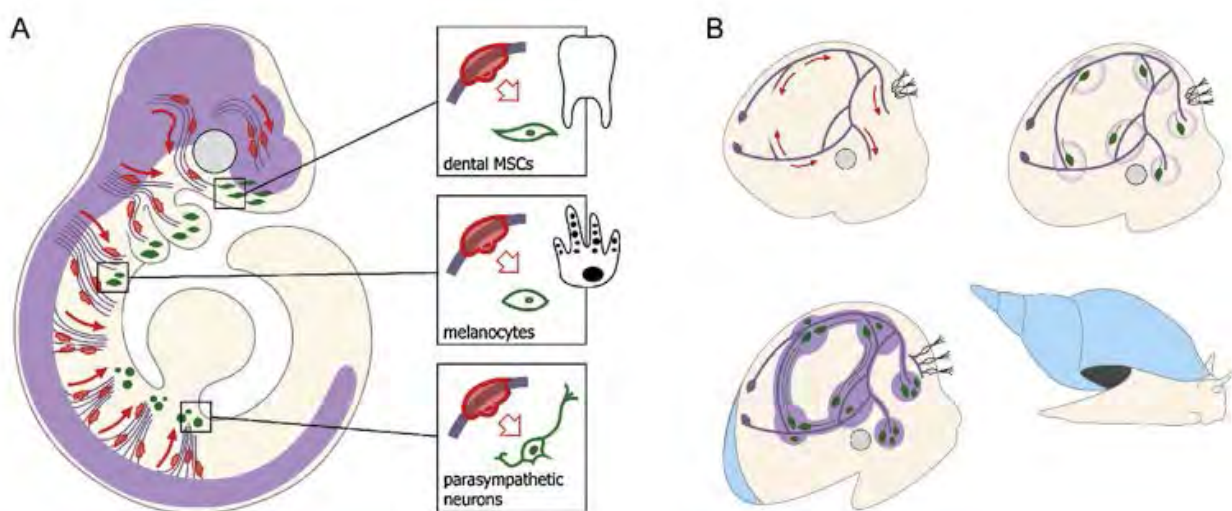 A
B
dental MSCs
melanocytes
parasympathetic
neurons